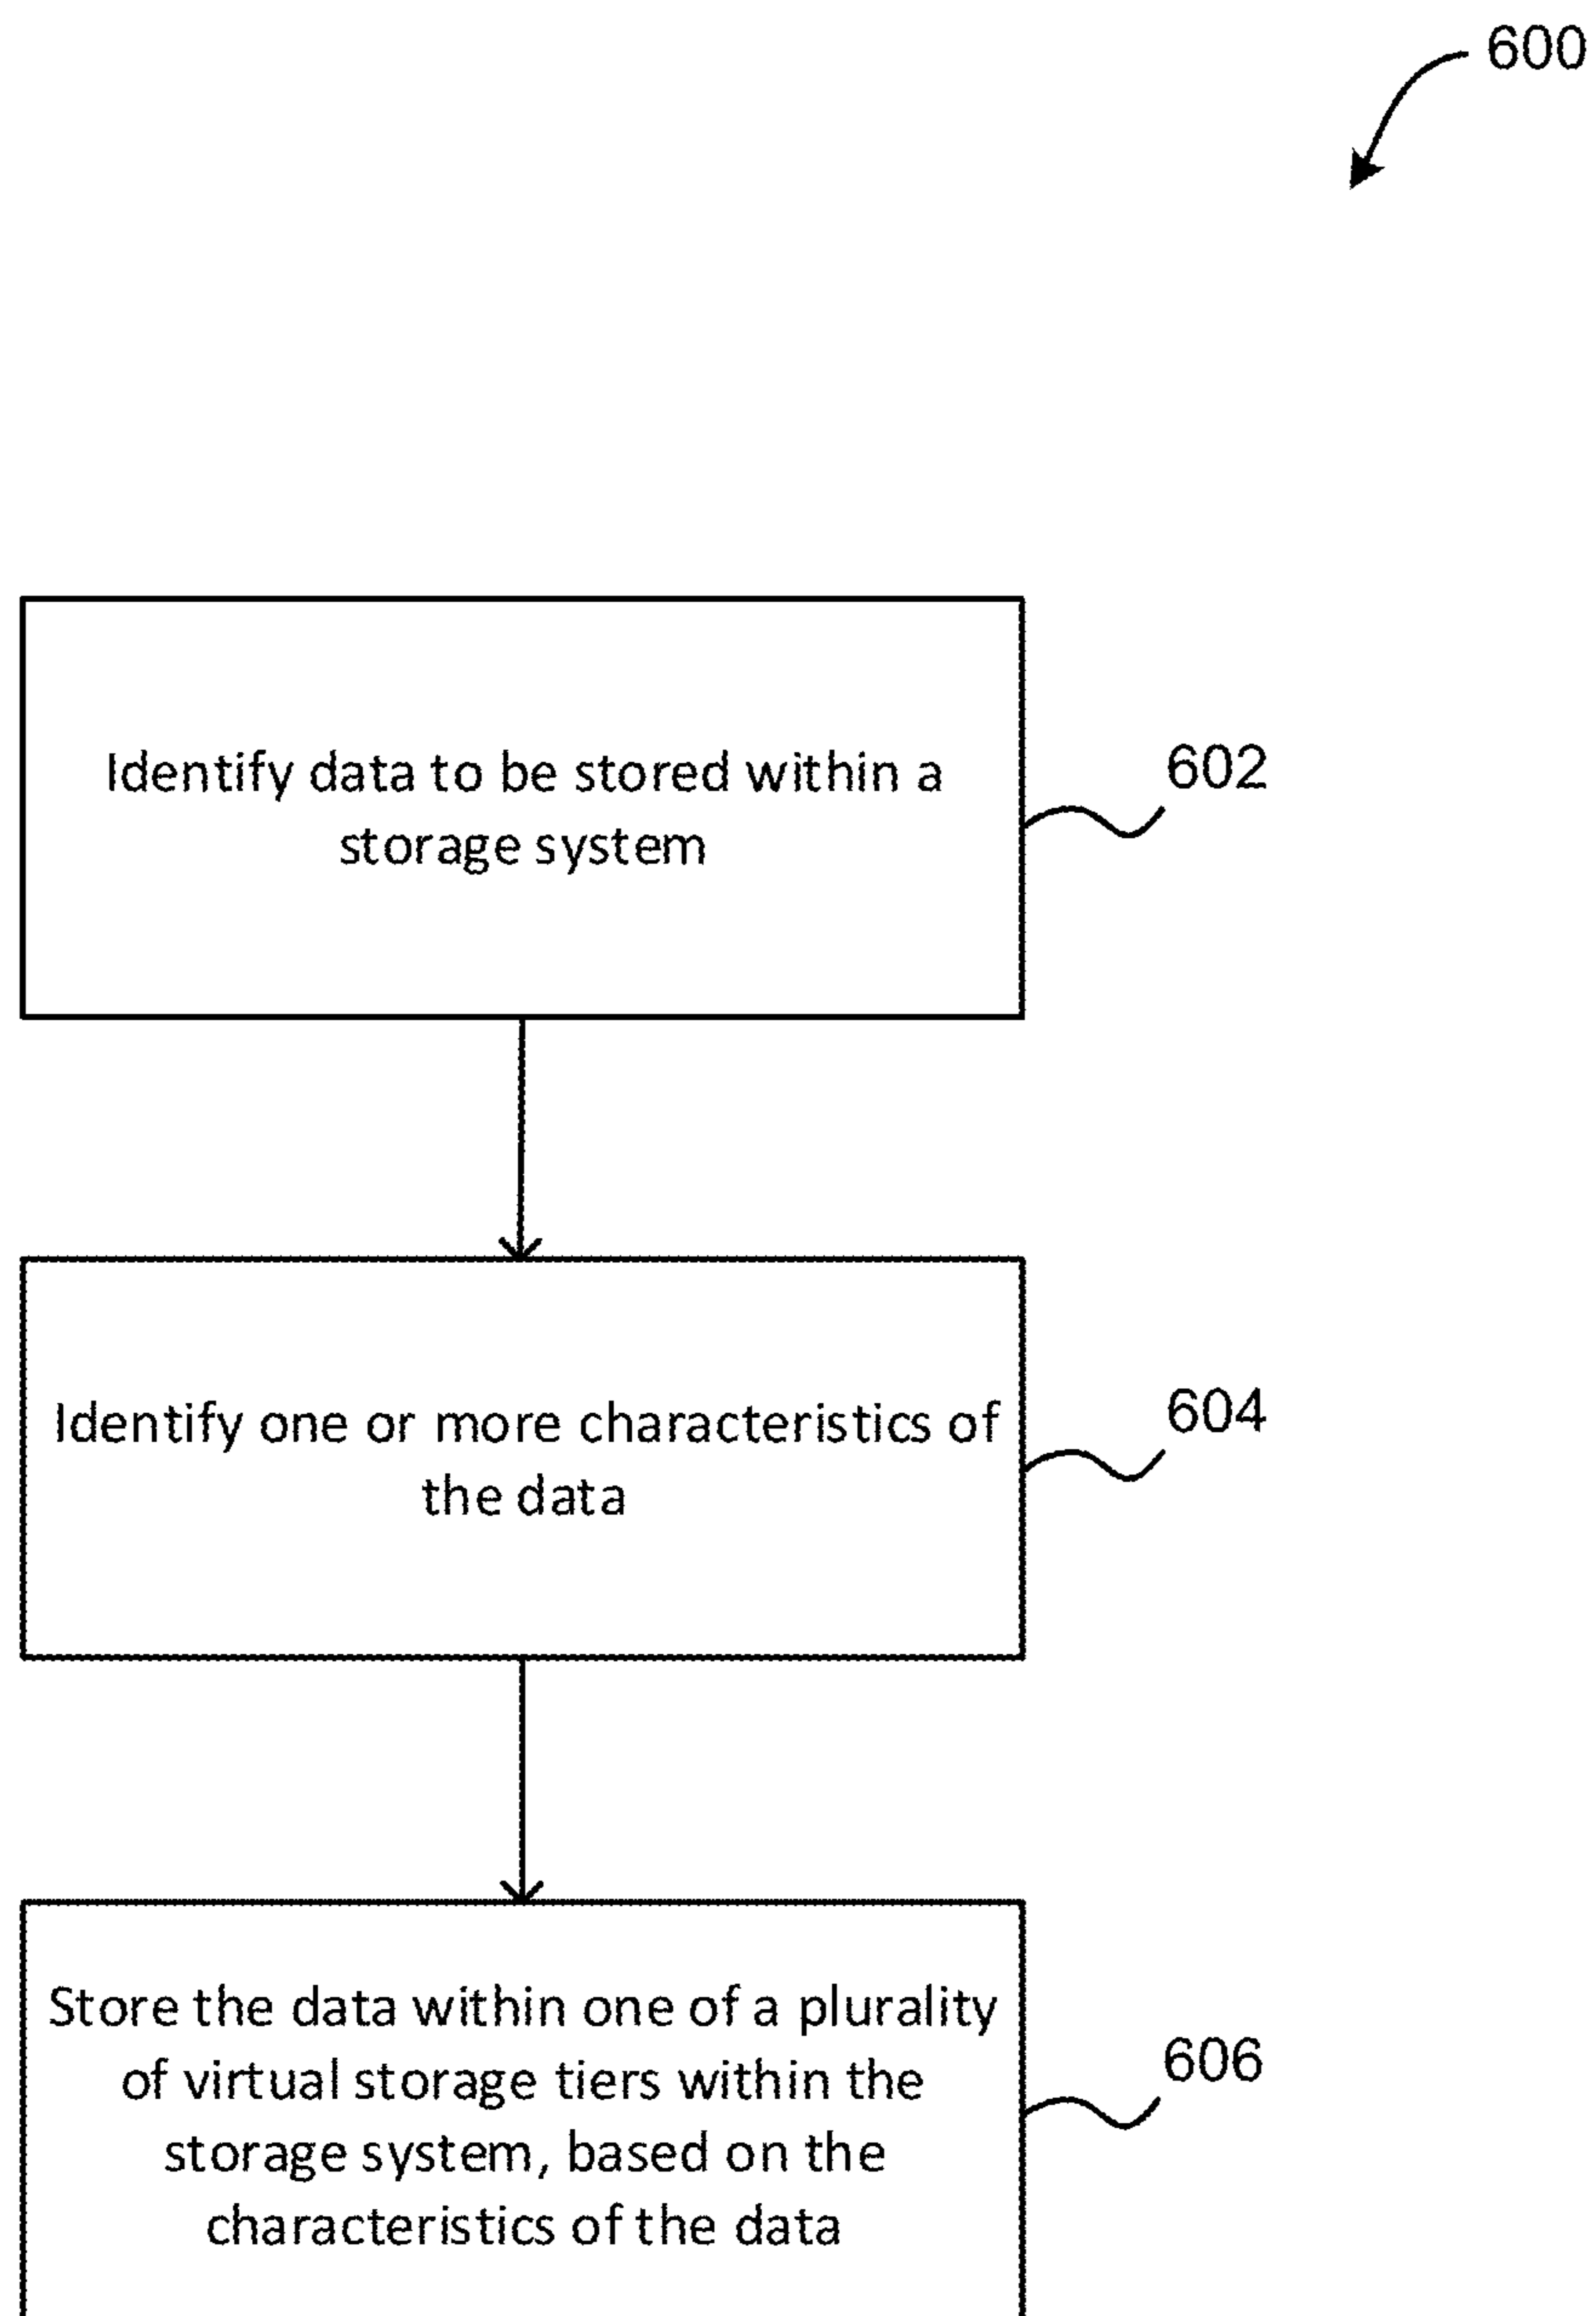 600
Identify data to be stored within a
storage system
602
Identify one or more characteristics of
the data
604
Store the data within one of a plurality
of virtual storage tiers within the
storage system, based on the
characteristics of the data
606